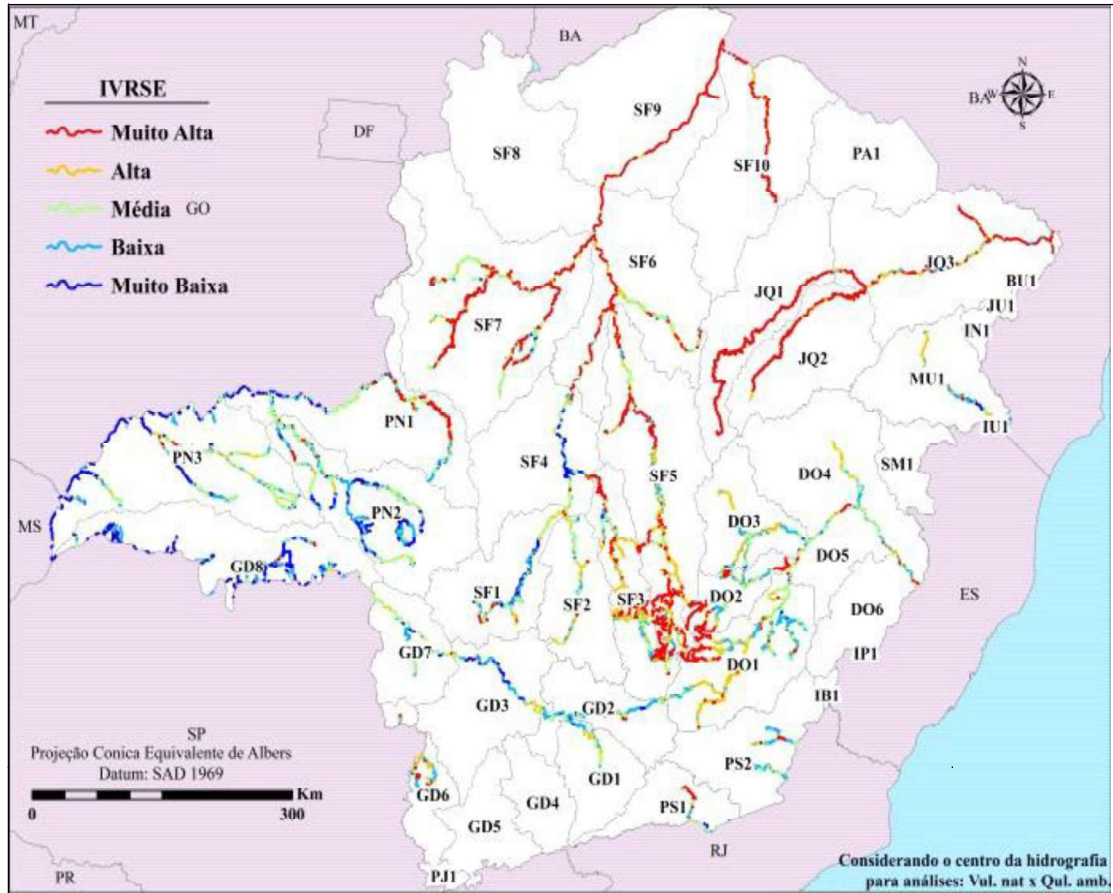 MT
BA
N
W E
S
BA
IVRSE
Muito Alta
Alta
Média GO
Baixa
Muito Baixa
DF
SF9
SF8
SF10
PA1
SF6
JQ3
JQ1
BU1
JU1
SF7
IN1
JQ2
MU1
PN1
IU1
PN3
SF4
SF5
DO4
SM1
PN2
DO3
MS
DO5
GD8
SF1
SF2
SF3
DO2
DO6
ES
GD7
DO1
IP1
GD3
GD2
IB1
SP
Projeção Conica Equivalente de Albers
Datum: SAD 1969
Km
0 300
GD6
GD1
PS2
GD4
PS1
GD5
RJ
PR
PJ1
Considerando o centro da hidrografia
para análises: Vul. nat x Qul. amb.